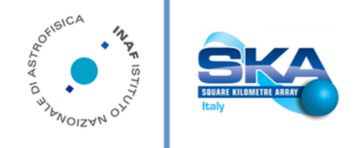 INAF ISTITUTO NAZIONALE DI ASTROFISICA
SKA
SQUARE KILOMETRE ARRAY
Italy